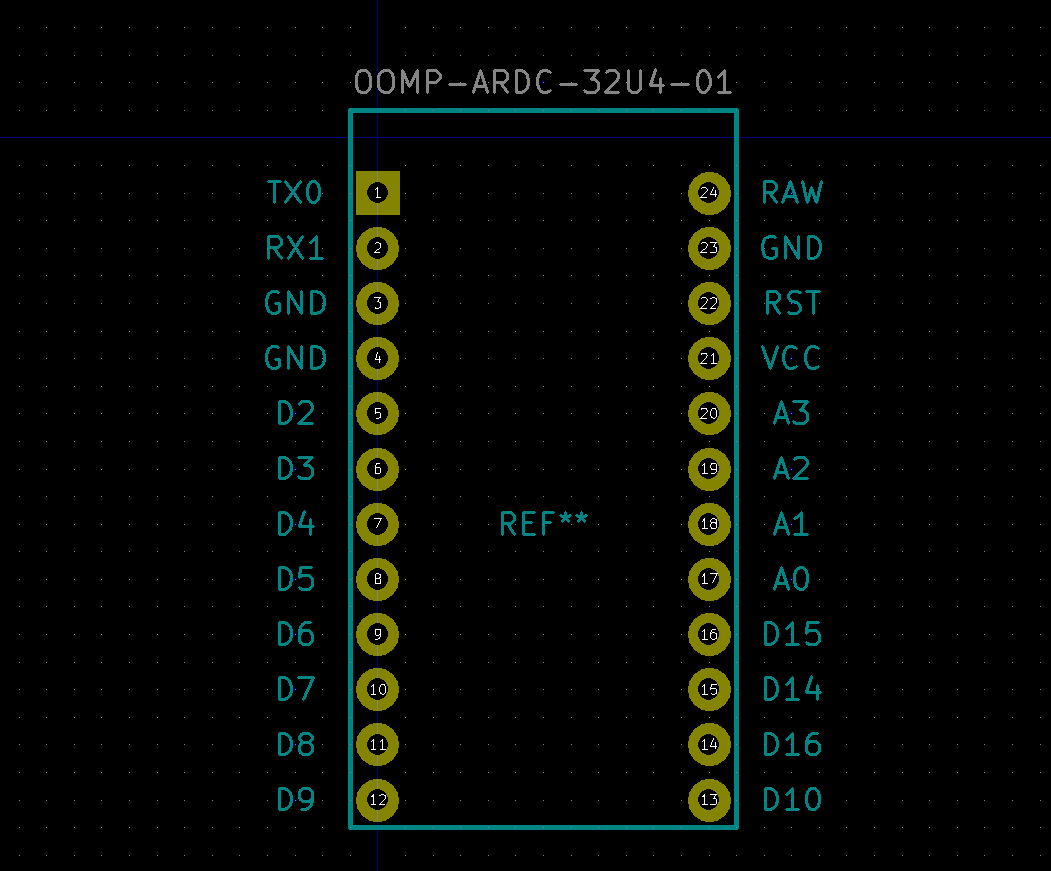 OOMP-ARDC-32U4-01
TX0 1 24 RAW
RX1 2 23 GND
GND 3 22 RST
GND 4 21 VCC
D2 5 20 A3
D3 6 19 A2
D4 7 REF** 18 A1
D5 8 17 A0
D6 9 16 D15
D7 10 15 D14
D8 11 14 D16
D9 12 13 D10